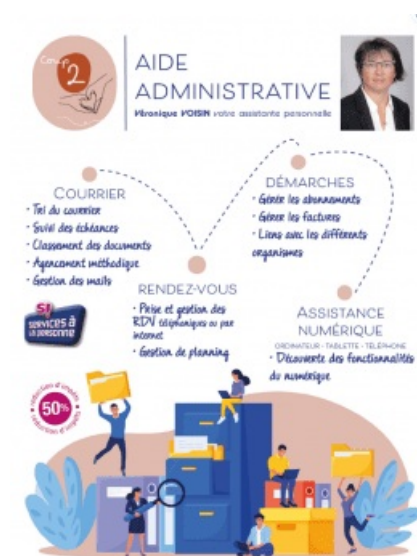 Coup
2
AIDE
ADMINISTRATIVE
Véronique VOISIN votre assistante personnelle
COURRIER
• Tri du courrier
• Suivi des échéances
• Classement des documents
• Agencement méthodique
• Gestion des mails
DÉMARCHES
• Gérer les abonnements
• Gérer les factures
• Liens avec les différents
organismes
RENDEZ-VOUS
• Prise et gestion des
RDV téléphoniques ou par
internet
• Gestion de planning
ASSISTANCE
NUMÉRIQUE
ORDINATEUR - TABLETTE - TÉLÉPHONE
• Découverte des fonctionnalités
du numérique
services à
la personne
50%